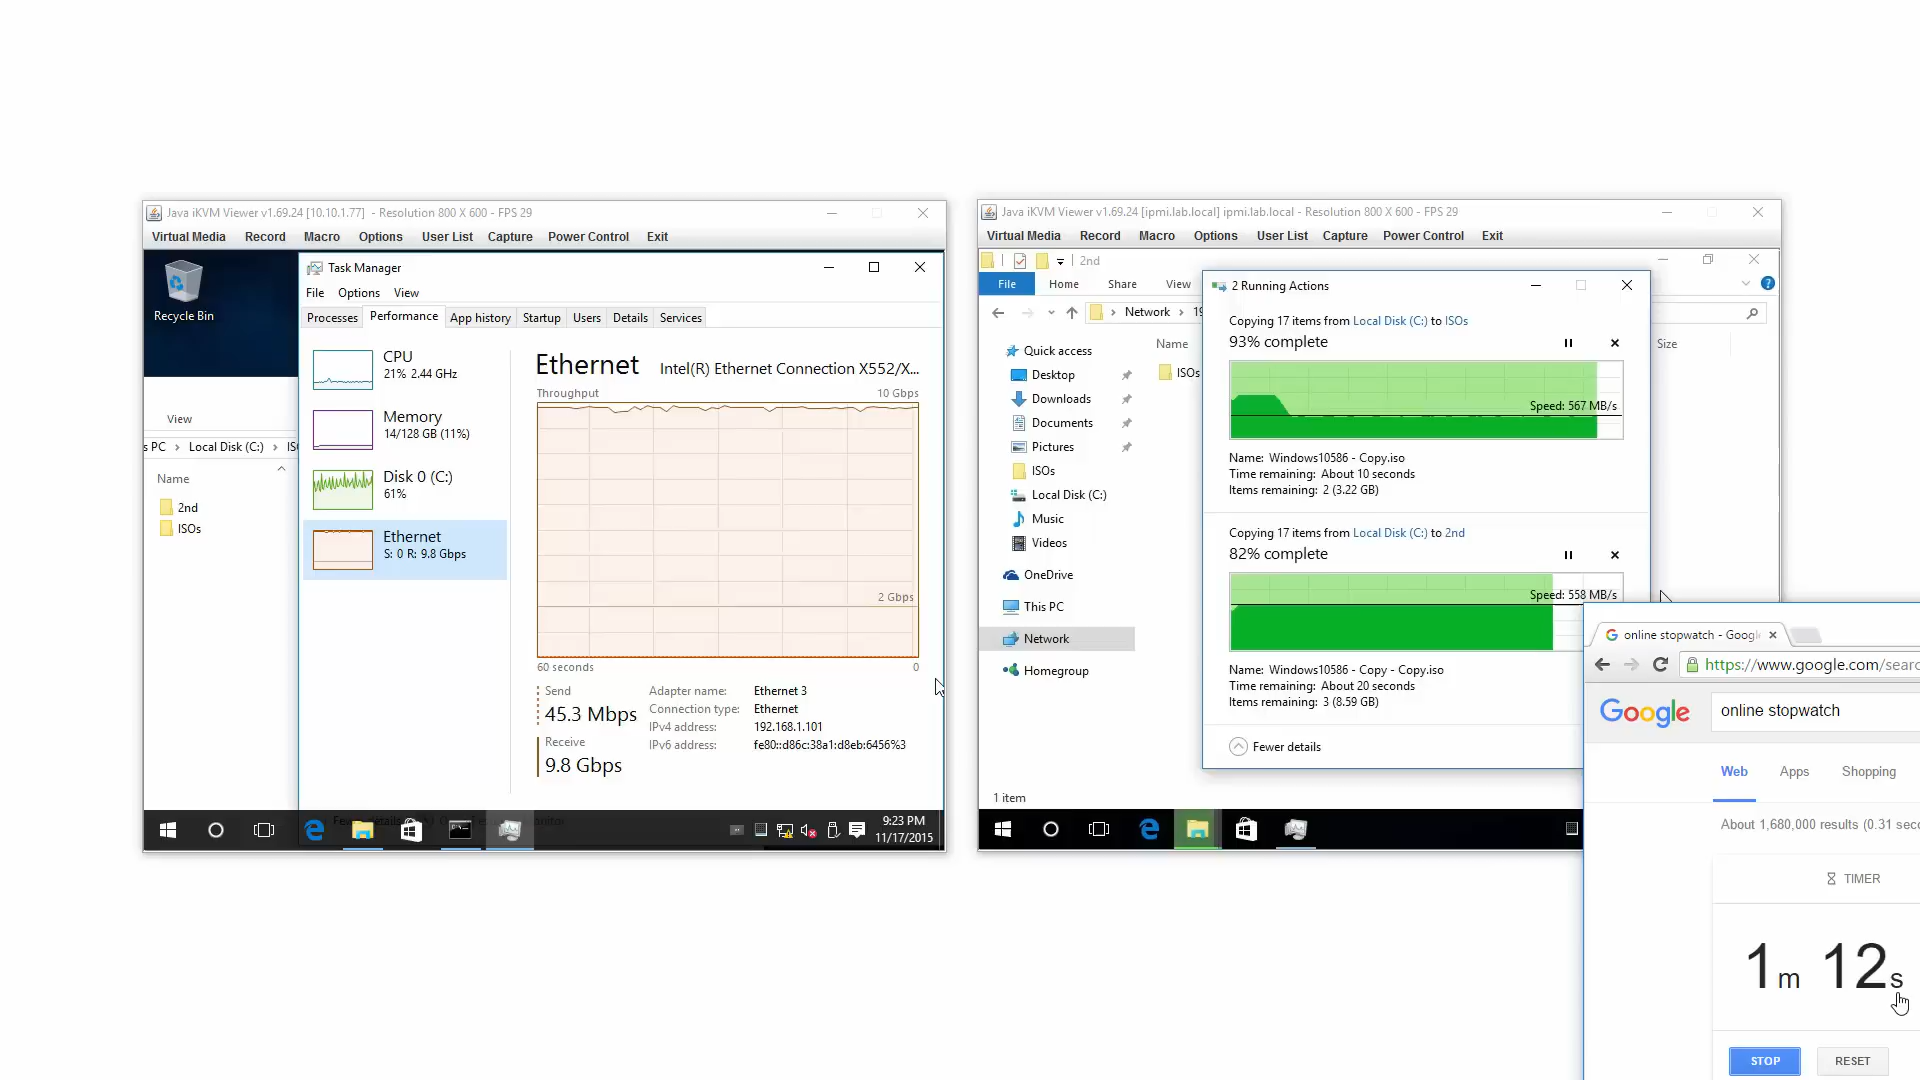 Java iKVM Viewer v1.69.24 [10.10.1.77] - Resolution 800 X 600 - FPS 29
Virtual Media Record Macro Options User List Capture Power Control Exit
Recycle Bin
View
s PC > Local Disk (C:) >
Name
2nd
ISOs
Task Manager
File Options View
Processes Performance App history Startup Users Details Services
CPU
21% 2.44 GHz
Memory
14/128 GB (11%)
Disk 0 (C:)
61%
Ethernet
S: 0 R: 9.8 Gbps
Ethernet Intel(R) Ethernet Connection X552/X...
Throughput 10 Gbps
2 Gbps
60 seconds 0
Send
45.3 Mbps
Receive
9.8 Gbps
Adapter name: Ethernet 3
Connection type: Ethernet
IPv4 address: 192.168.1.101
IPv6 address: fe80::d86c:38a1:d8eb:6456%3
9:23 PM
11/17/2015
Java iKVM Viewer v1.69.24 [ipmi.lab.local] ipmi.lab.local - Resolution 800 X 600 - FPS 29
Virtual Media Record Macro Options User List Capture Power Control Exit
2nd
File Home Share View
Network > 19
Name Size
ISOs
Quick access
Desktop
Downloads
Documents
Pictures
ISOs
Local Disk (C:)
Music
Videos
OneDrive
This PC
Network
Homegroup
1 item
2 Running Actions
Copying 17 items from Local Disk (C:) to ISOs
93% complete
Speed: 567 MB/s
Name: Windows10586 - Copy.iso
Time remaining: About 10 seconds
Items remaining: 2 (3.22 GB)
Copying 17 items from Local Disk (C:) to 2nd
82% complete
Speed: 558 MB/s
Name: Windows10586 - Copy - Copy.iso
Time remaining: About 20 seconds
Items remaining: 3 (8.59 GB)
Fewer details
online stopwatch - Googl
https://www.google.com/searc
Google online stopwatch
Web Apps Shopping
About 1,680,000 results (0.31 seco
TIMER
1m 12s
STOP RESET